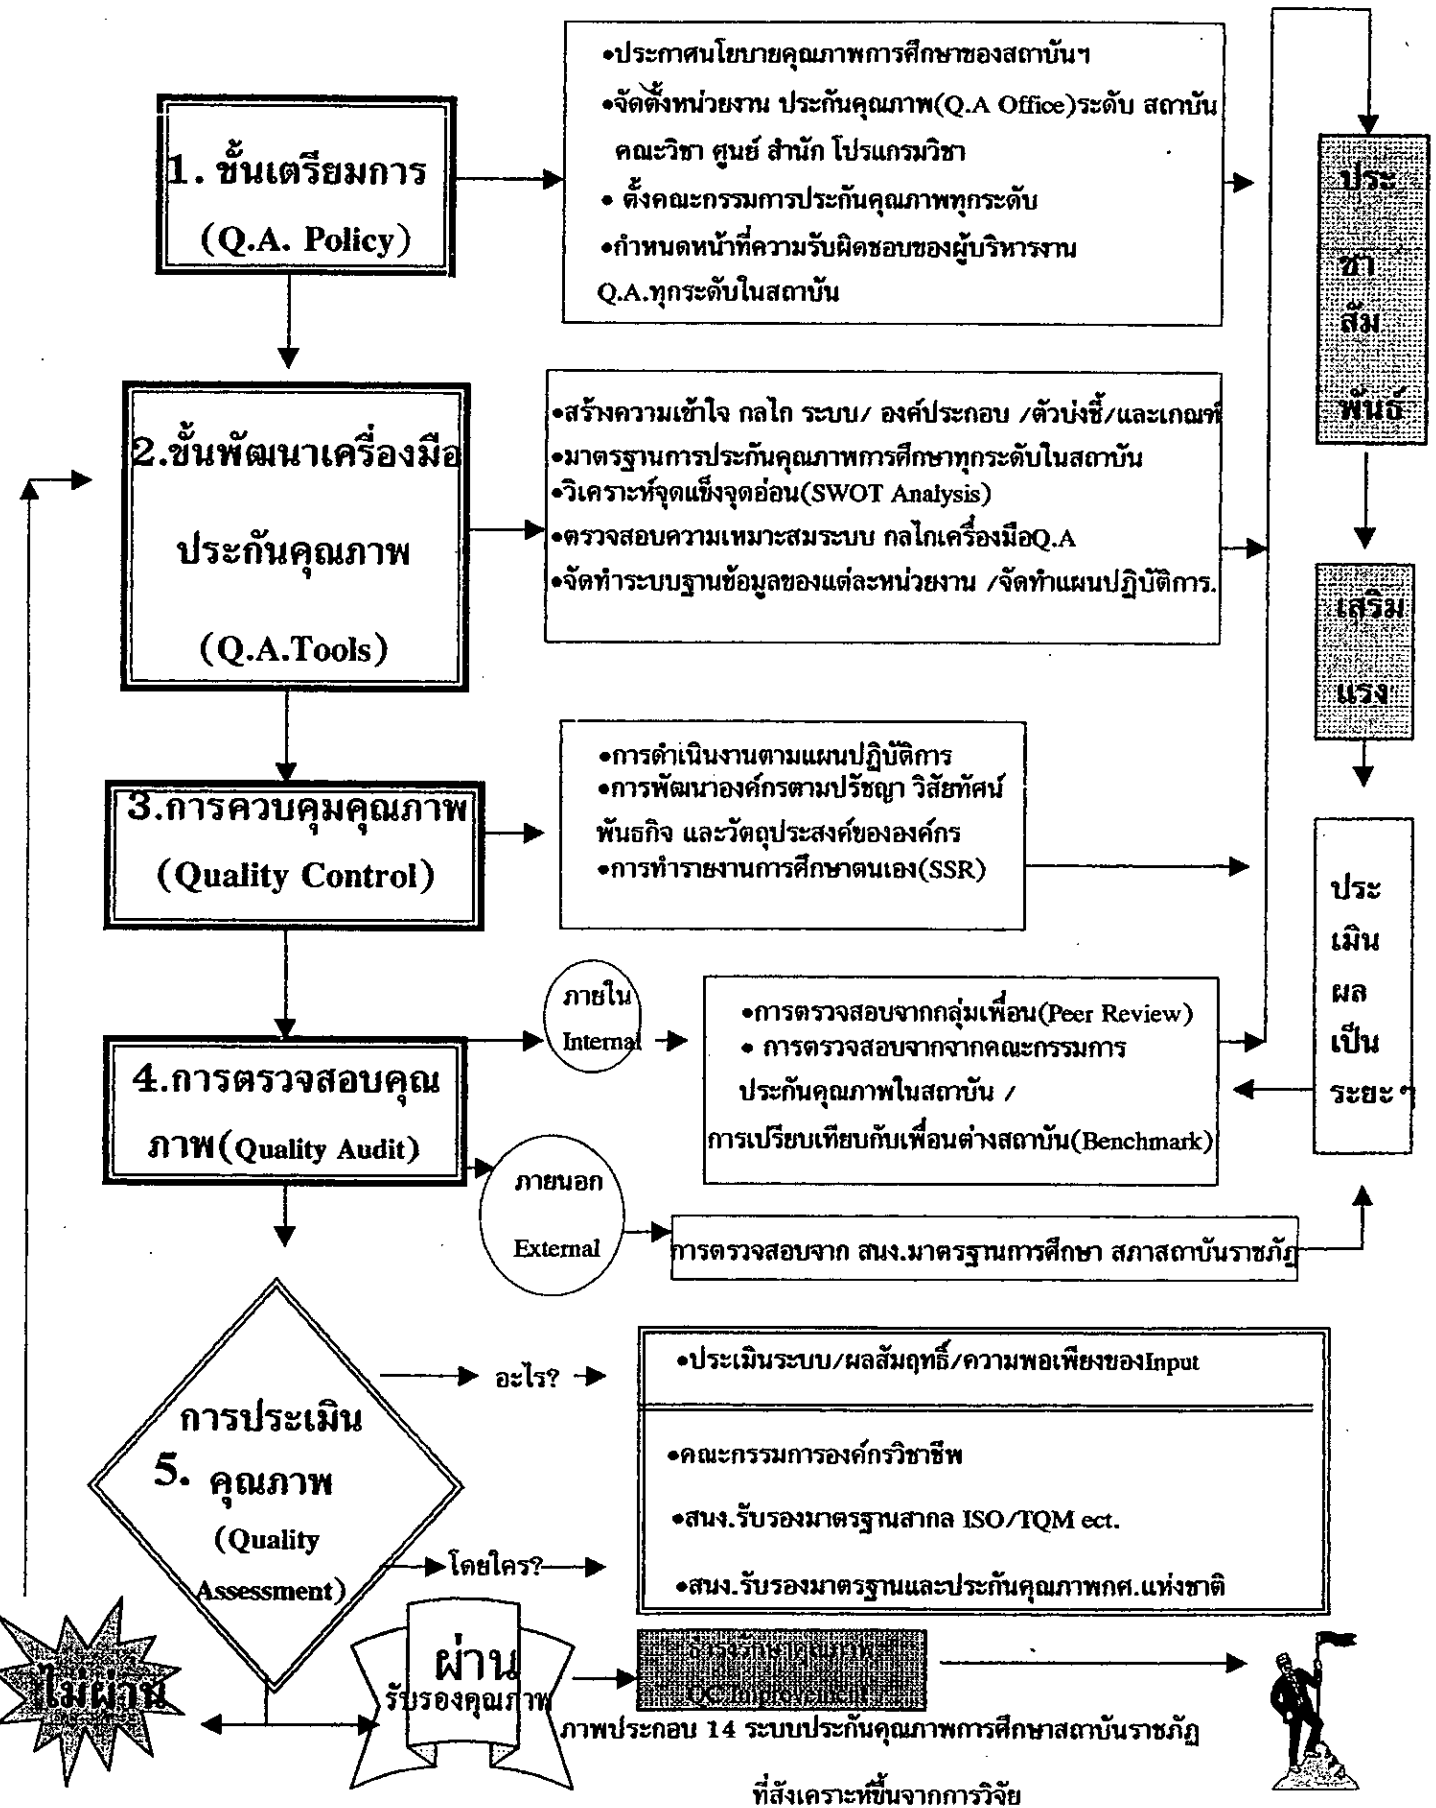 1. ขั้นเตรียมการ
(Q.A. Policy)
•ประกาศนโยบายคุณภาพการศึกษาของสถาบันฯ
•จัดตั้งหน่วยงาน ประกันคุณภาพ(Q.A Office)ระดับ สถาบัน
คณะวิชา ศูนย์ สำนัก โปรแกรมวิชา
• ตั้งคณะกรรมการประกันคุณภาพทุกระดับ
•กำหนดหน้าที่ความรับผิดชอบของผู้บริหารงาน
Q.A.ทุกระดับในสถาบัน
ประ
ชา
สัม
พันธ์
2.ขั้นพัฒนาเครื่องมือ
ประกันคุณภาพ
(Q.A.Tools)
•สร้างความเข้าใจ กลไก ระบบ/ องค์ประกอบ /ตัวบ่งชี้/และเกณฑ์
•มาตรฐานการประกันคุณภาพการศึกษาทุกระดับในสถาบัน
•วิเคราะห์จุดแข็งจุดอ่อน(SWOT Analysis)
•ตรวจสอบความเหมาะสมระบบ กลไกเครื่องมือQ.A
•จัดทำระบบฐานข้อมูลของแต่ละหน่วยงาน /จัดทำแผนปฏิบัติการ.
เสริม
แรง
3.การควบคุมคุณภาพ
(Quality Control)
•การดำเนินงานตามแผนปฏิบัติการ
•การพัฒนาองค์กรตามปรัชญา วิสัยทัศน์
พันธกิจ และวัตถุประสงค์ขององค์กร
•การทำรายงานการศึกษาตนเอง(SSR)
ประ
เมิน
ผล
เป็น
ระยะ ๆ
4.การตรวจสอบคุณ
ภาพ(Quality Audit)
ภายใน
Internal
•การตรวจสอบจากกลุ่มเพื่อน(Peer Review)
• การตรวจสอบจากจากคณะกรรมการ
ประกันคุณภาพในสถาบัน /
การเปรียบเทียบกับเพื่อนต่างสถาบัน(Benchmark)
ภายนอก
External
การตรวจสอบจาก สนง.มาตรฐานการศึกษา สภาสถาบันราชภัฏ
การประเมิน
5. คุณภาพ
(Quality
Assessment)
อะไร?
•ประเมินระบบ/ผลสัมฤทธิ์/ความพอเพียงของInput
โดยใคร?
•คณะกรรมการองค์กรวิชาชีพ
•สนง.รับรองมาตรฐานสากล ISO/TQM ect.
•สนง.รับรองมาตรฐานและประกันคุณภาพกศ.แห่งชาติ
ไม่ผ่าน
ผ่าน
รับรองคุณภาพ
ธำรงรักษาคุณภาพ
QC Improvement
ภาพประกอบ 14 ระบบประกันคุณภาพการศึกษาสถาบันราชภัฏ
ที่สังเคราะห์ขึ้นจากการวิจัย